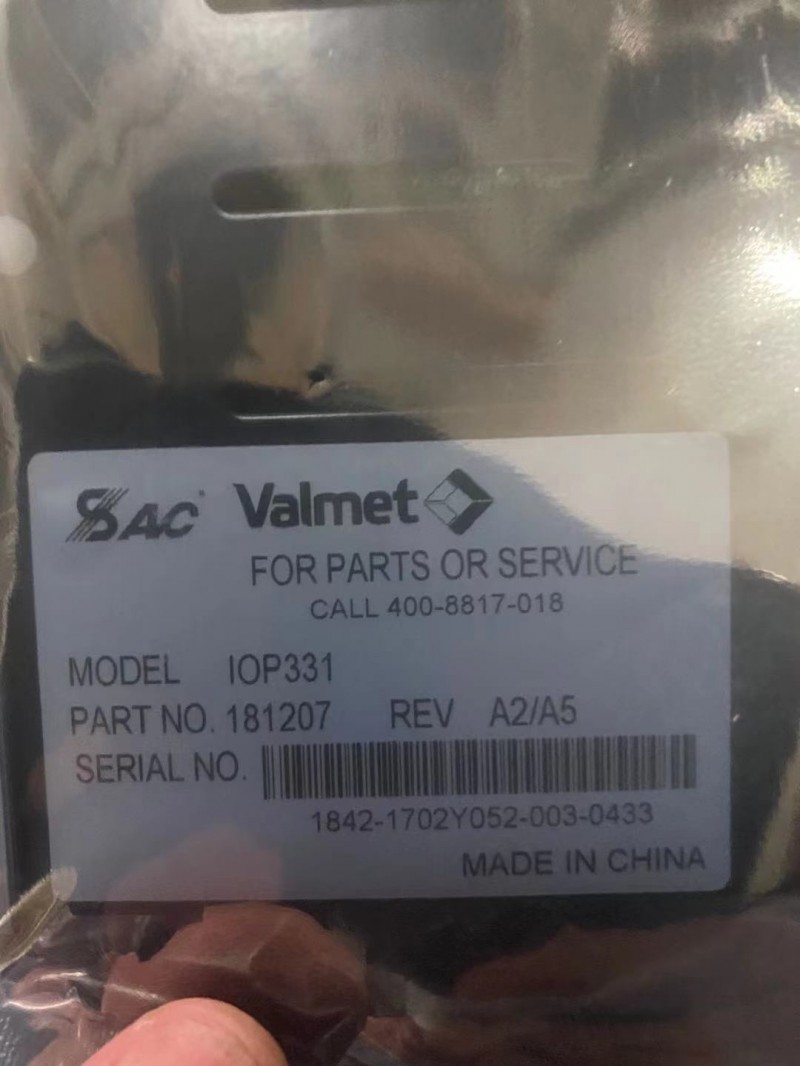 SAC Valmet
FOR PARTS OR SERVICE
CALL 400-8817-018
MODEL IOP331
PART NO. 181207 REV A2/A5
SERIAL NO.
1842-1702Y052-003-0433
MADE IN CHINA